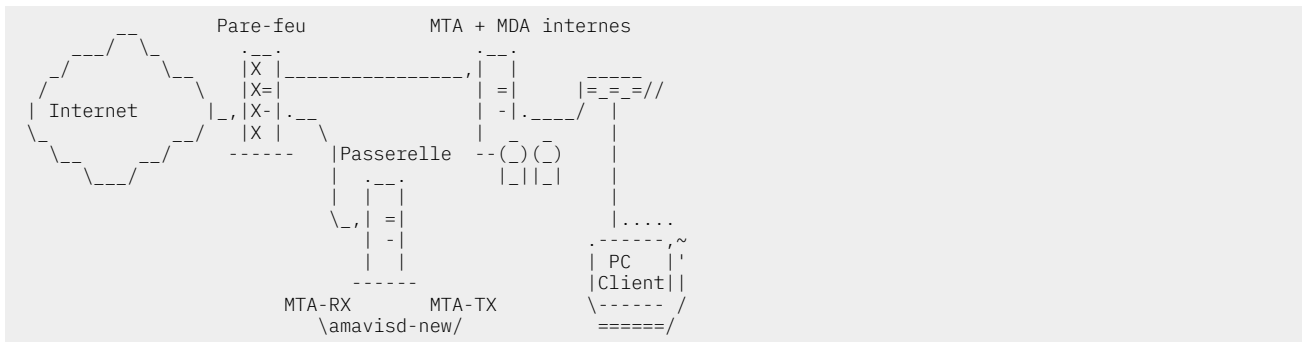 Pare-feu MTA + MDA internes
Internet
Passerelle
PC
Client
MTA-RX MTA-TX
\amavisd-new/